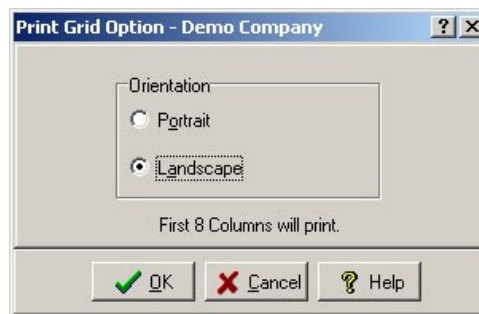 Print Grid Option - Demo Company
Orientation
Portrait
Landscape
First 8 Columns will print.
OK Cancel Help